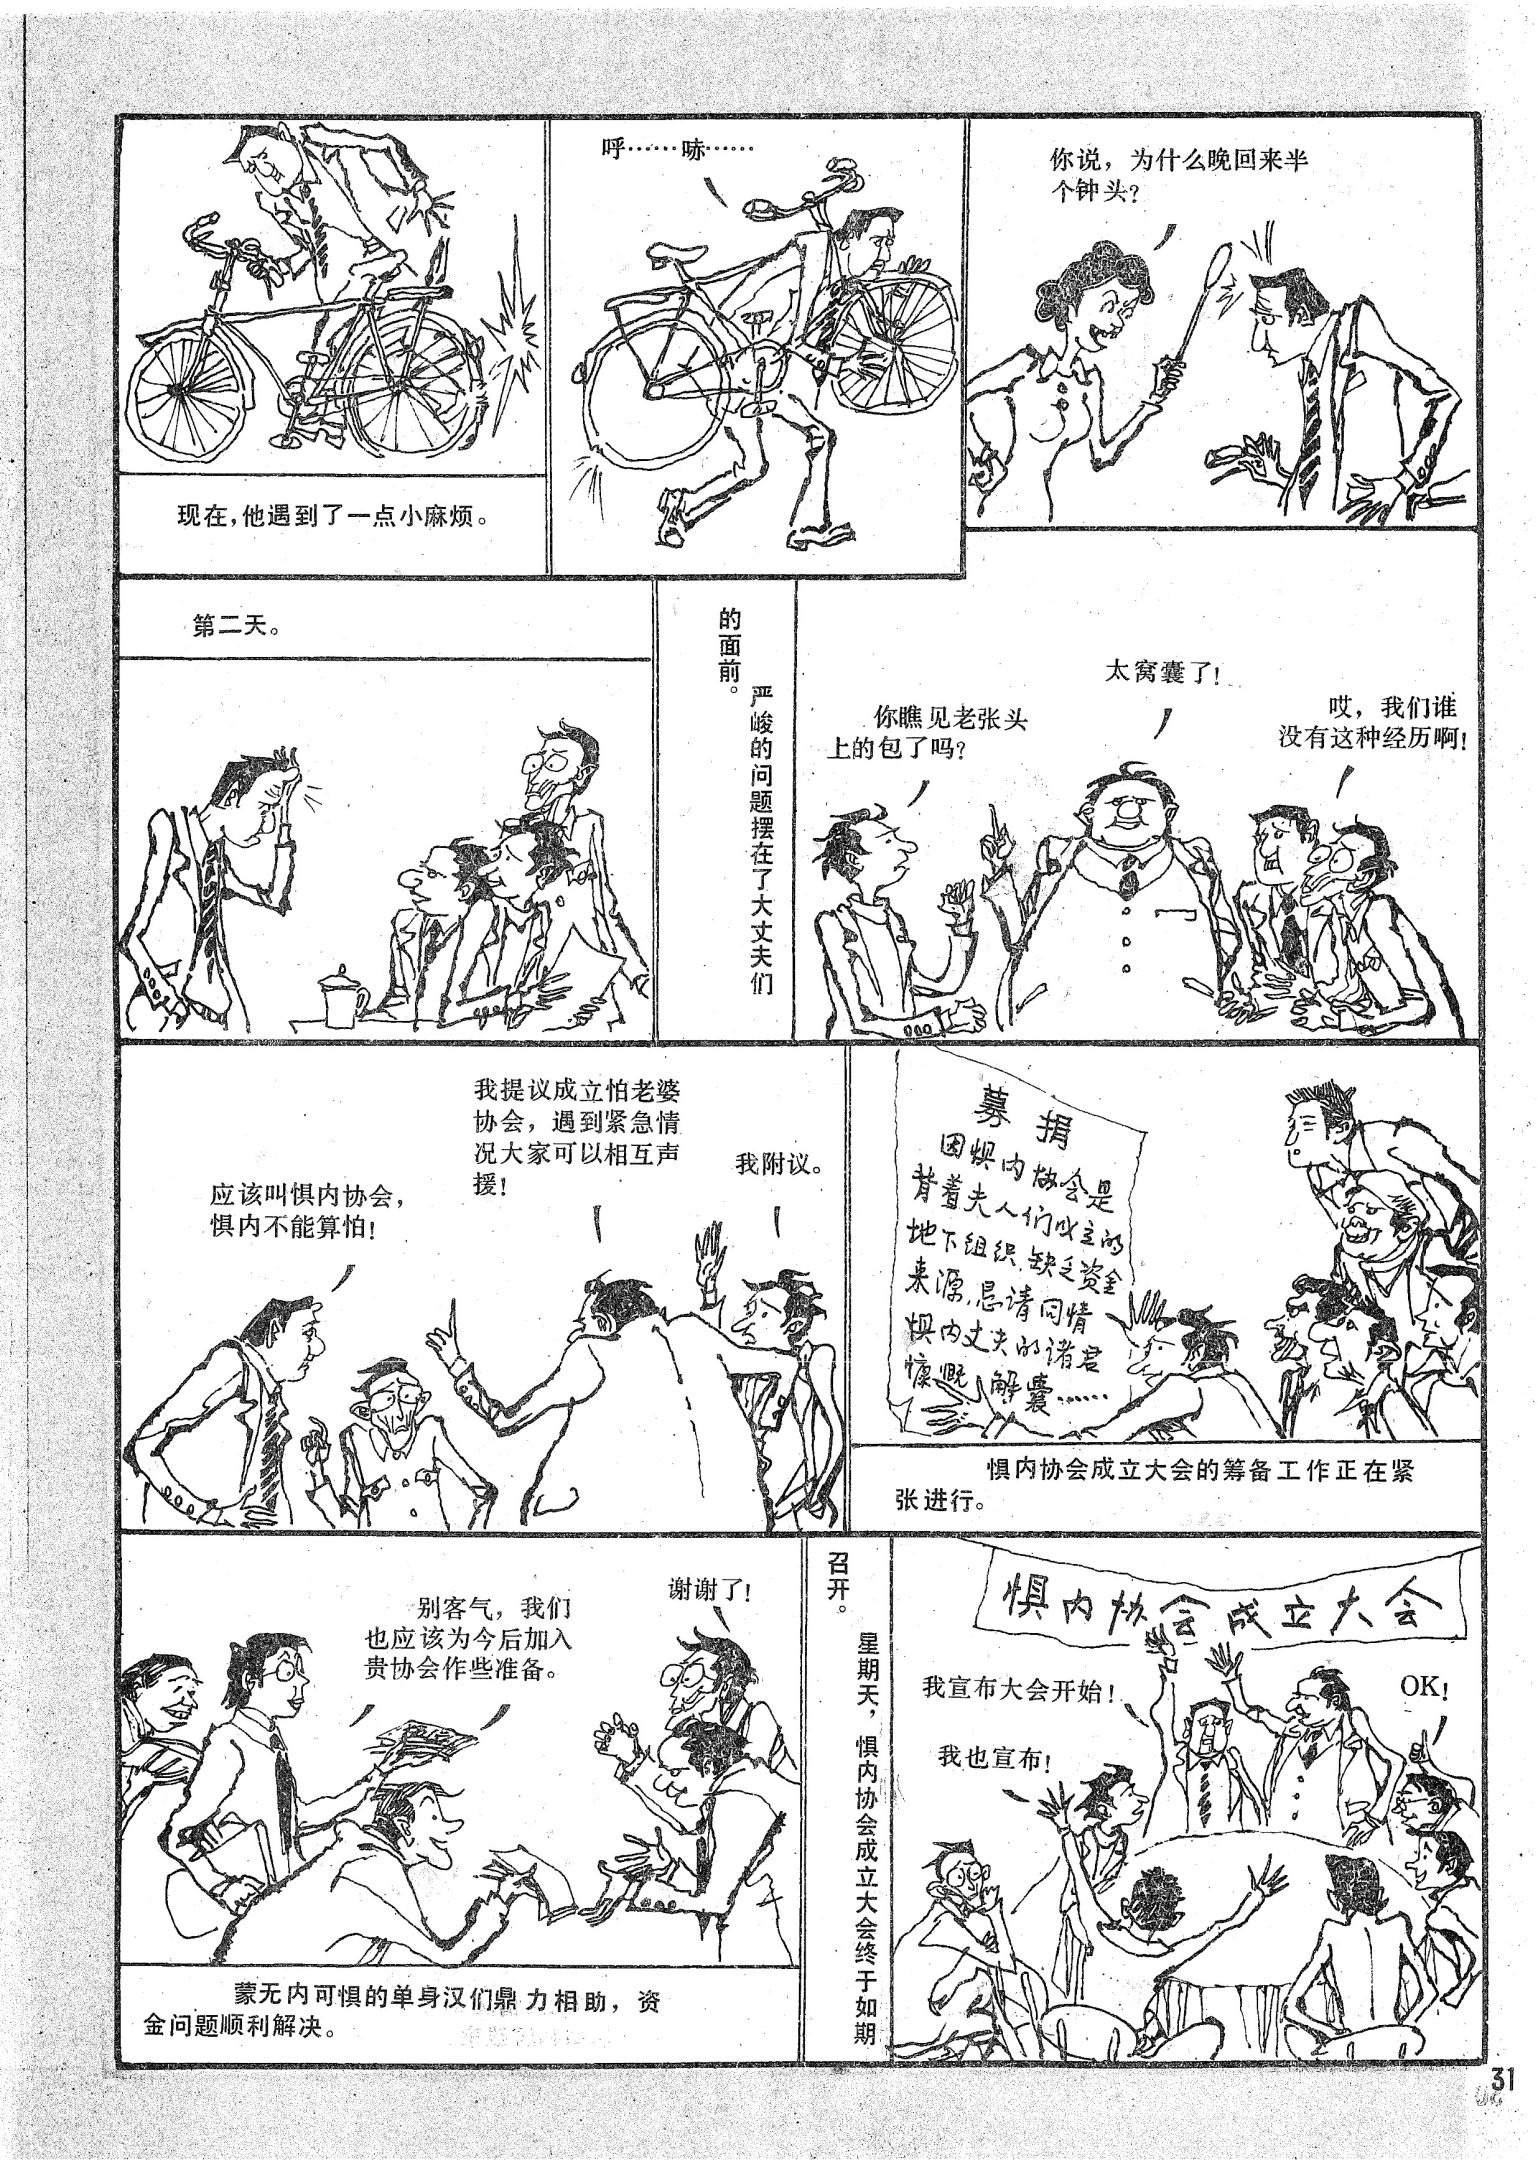 现在，他遇到了一点小麻烦。
呼……哧……
你说，为什么晚回来半
个钟头？
第二天。
严峻的问题摆在了大丈夫们
的面前。
你瞧见老张头
上的包了吗？
太窝囊了！
哎，我们谁
没有这种经历啊！
应该叫惧内协会，
惧内不能算怕！
我提议成立怕老婆
协会，遇到紧急情
况大家可以相互声
援！
我附议。
募捐
因惧内协会是
背着夫人们成立的
地下组织，缺乏资金
来源，恳请同情
惧内丈夫的诸君
慷慨解囊……
惧内协会成立大会的筹备工作正在紧
张进行。
别客气，我们
也应该为今后加入
贵协会作些准备。
谢谢了！
蒙无内可惧的单身汉们鼎力相助，资
金问题顺利解决。
星期天，惧内协会成立大会终于如期
召开。
惧内协会成立大会
我宣布大会开始！
我也宣布！
OK！
31